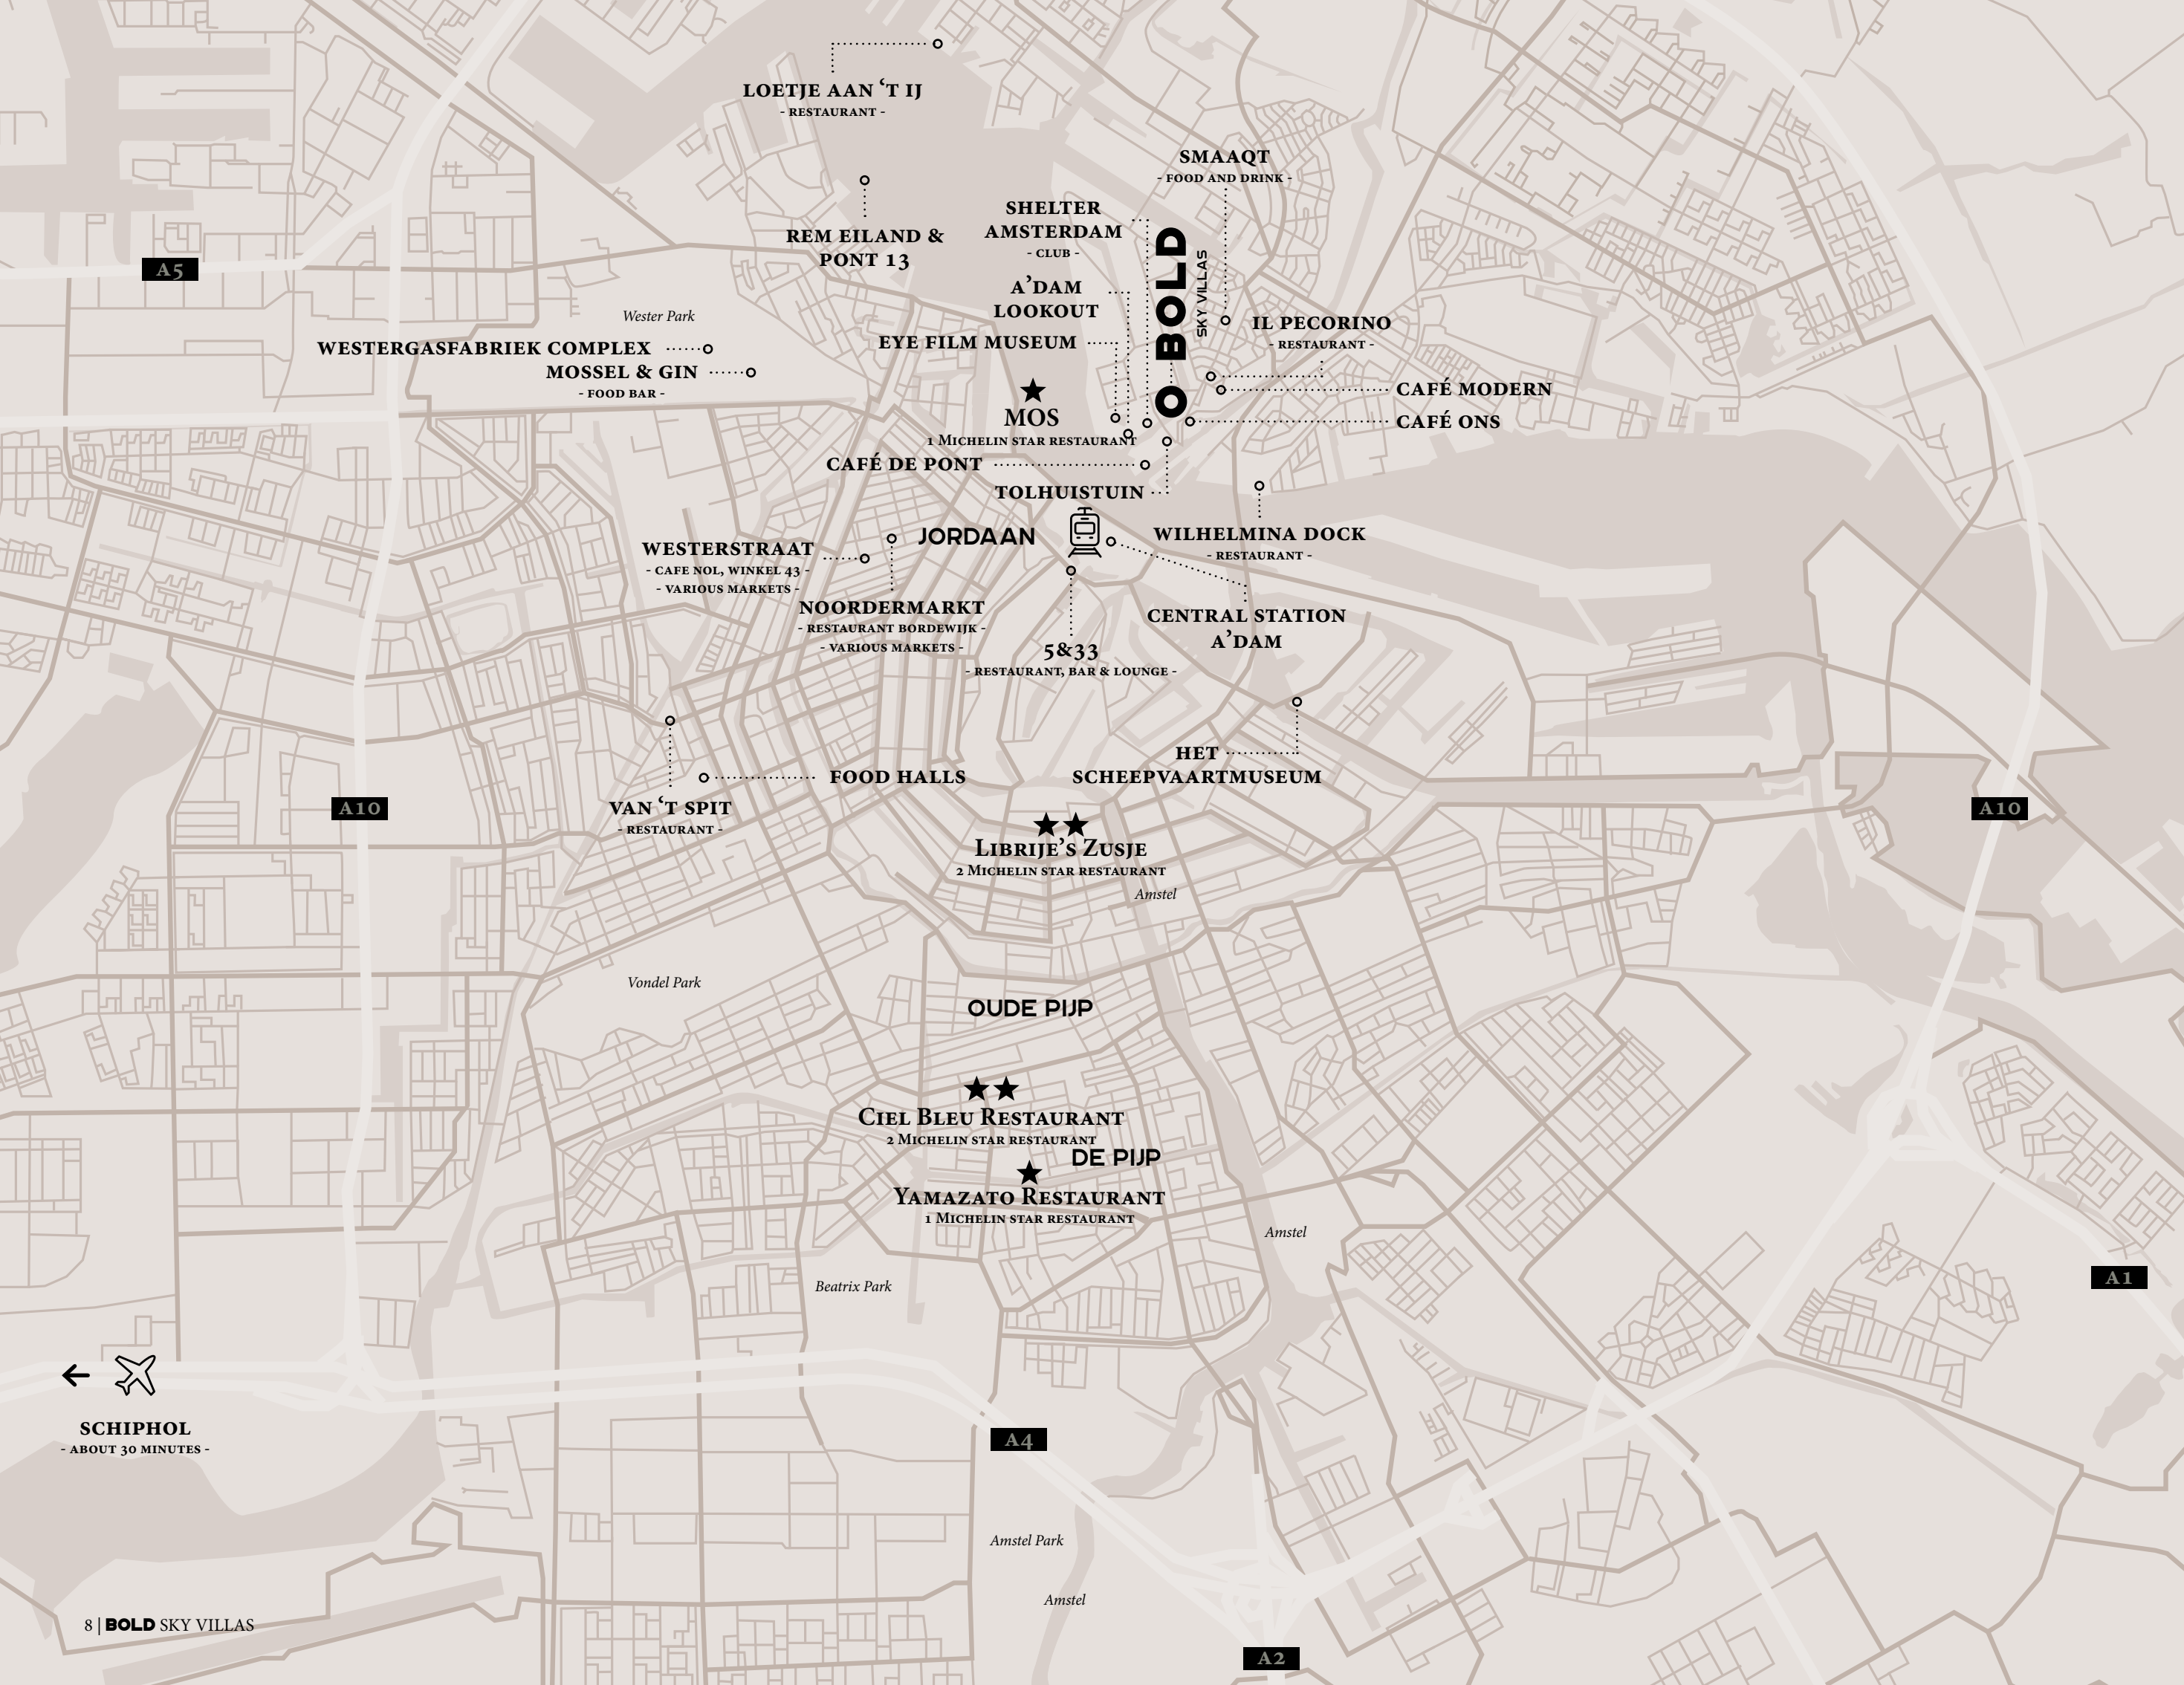 LOETJE AAN ‘T IJ
- RESTAURANT -
SMAAQT
- FOOD AND DRINK -
SHELTER
AMSTERDAM
- CLUB -
REM EILAND &
PONT 13
BOLD
SKY VILLAS
A5
A’DAM
LOOKOUT
Wester Park
IL PECORINO
- RESTAURANT -
EYE FILM MUSEUM
WESTERGASFABRIEK COMPLEX
MOSSEL & GIN
- FOOD BAR -
CAFÉ MODERN
MOS
1 MICHELIN STAR RESTAURANT
CAFÉ ONS
CAFÉ DE PONT
TOLHUISTUIN
JORDAAN
WILHELMINA DOCK
- RESTAURANT -
WESTERSTRAAT
- CAFE NOL, WINKEL 43 -
- VARIOUS MARKETS -
NOORDERMARKT
- RESTAURANT BORDEWIJK -
- VARIOUS MARKETS -
CENTRAL STATION
A’DAM
5&33
- RESTAURANT, BAR & LOUNGE -
HET
SCHEEPVAARTMUSEUM
FOOD HALLS
VAN ‘T SPIT
- RESTAURANT -
A10
A10
LIBRIJE’S ZUSJE
2 MICHELIN STAR RESTAURANT
Amstel
Vondel Park
OUDE PIJP
CIEL BLEU RESTAURANT
2 MICHELIN STAR RESTAURANT
DE PIJP
YAMAZATO RESTAURANT
1 MICHELIN STAR RESTAURANT
Amstel
A1
Beatrix Park
SCHIPHOL
- ABOUT 30 MINUTES -
A4
Amstel Park
Amstel
8 | BOLD SKY VILLAS
A2